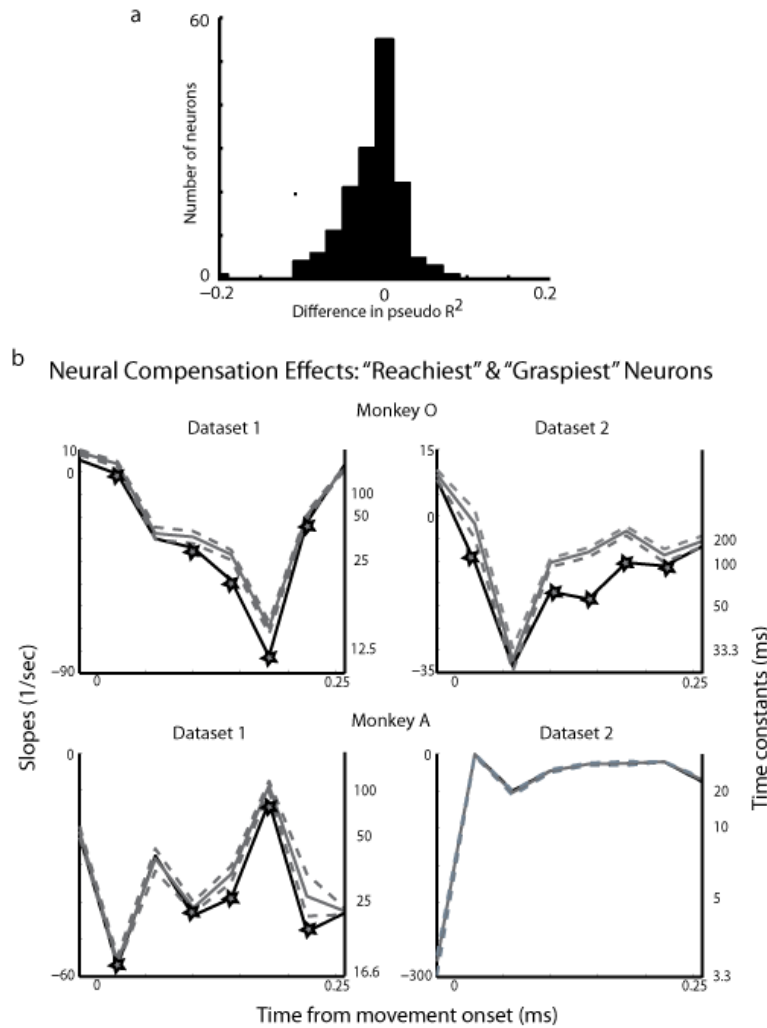 a
60
Number of neurons
0
−0.2
0
0.2
Difference in pseudo R2
b
Neural Compensation Effects: “Reachiest” & “Graspiest” Neurons
Monkey O
Dataset 1
Dataset 2
10
0
−90
100
50
25
12.5
0
0.25
15
0
−35
200
100
50
33.3
0
0.25
Slopes (1/sec)
Time constants (ms)
Monkey A
Dataset 1
Dataset 2
0
−60
100
50
25
16.6
0
0.25
0
−300
20
10
5
3.3
0
0.25
Time from movement onset (ms)